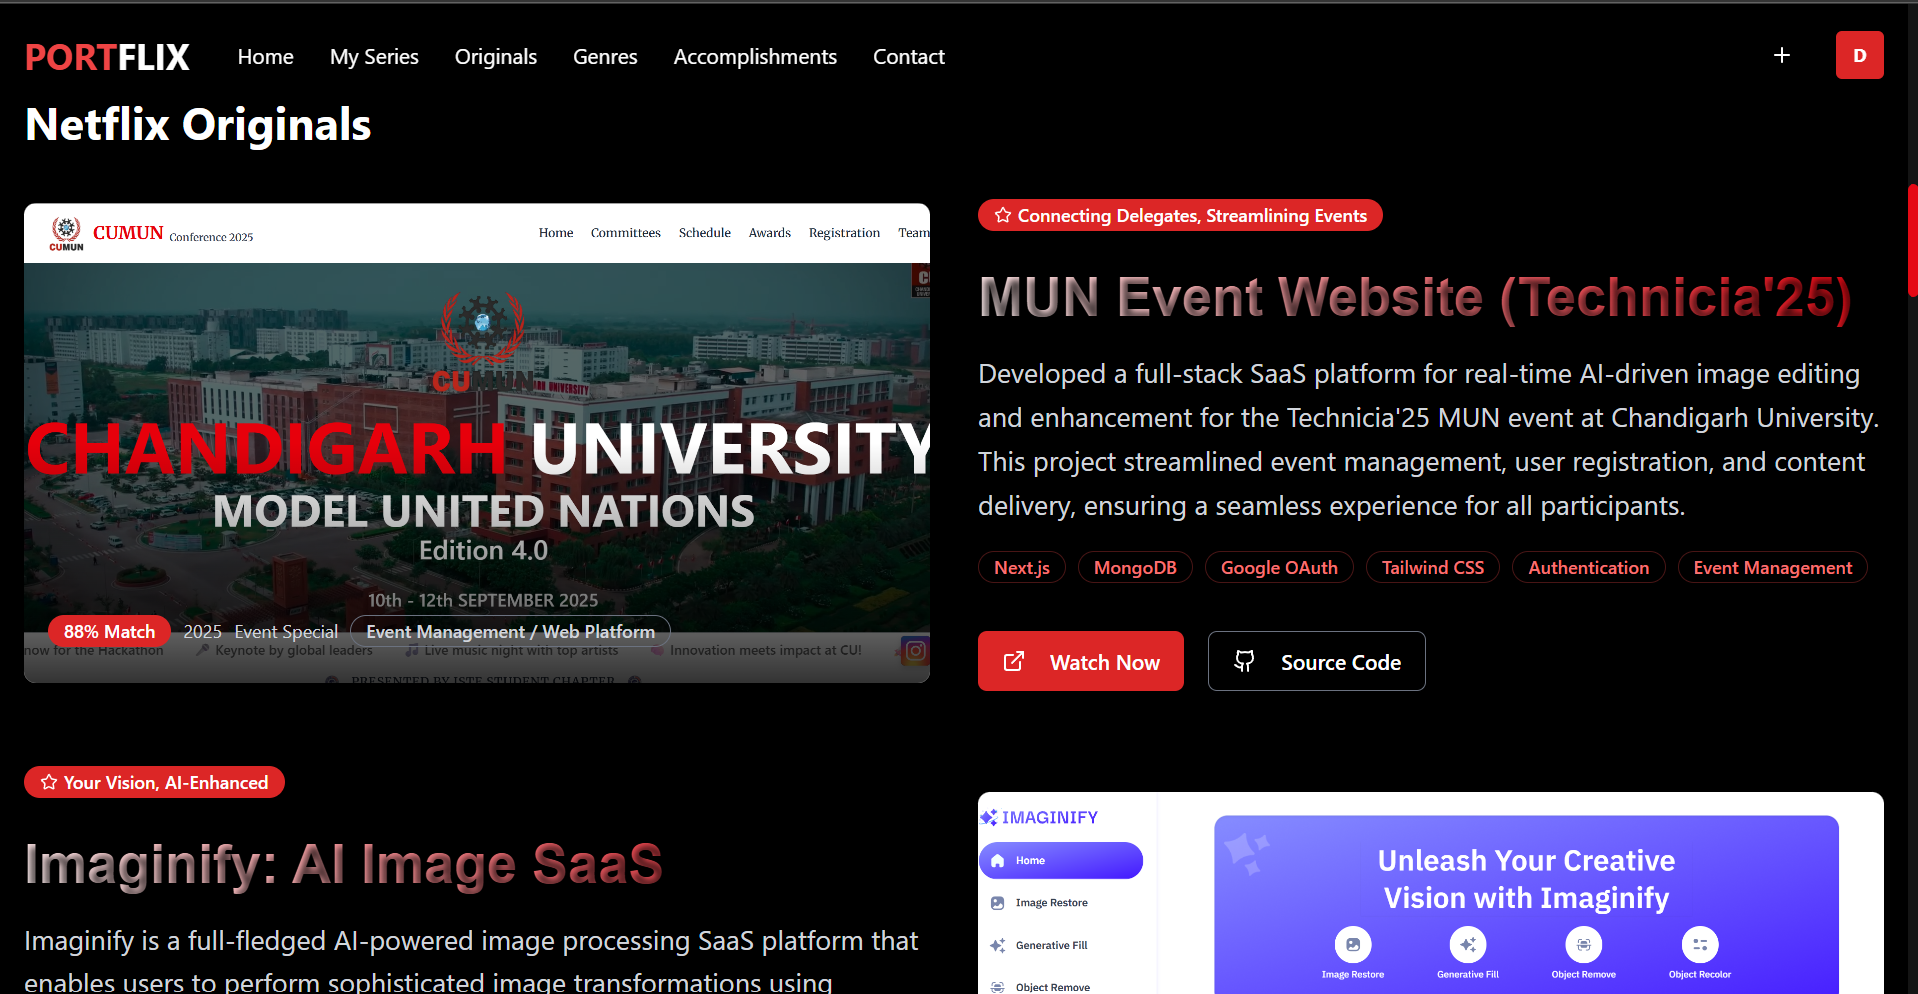 PORTFLIX
Home
My Series
Originals
Genres
Accomplishments
Contact
D
Netflix Originals
CUMUN
CUMUN Conference 2025
Home
Committees
Schedule
Awards
Registration
Team
CUMUN
CHANDIGARH UNIVERSITY
MODEL UNITED NATIONS
Edition 4.0
10th - 12th SEPTEMBER 2025
88% Match
2025
Event Special
Event Management / Web Platform
now for the Hackathon
Keynote by global leaders
Live music night with top artists
Innovation meets impact at CU!
PRESENTED BY ISTE STUDENT CHAPTER
Connecting Delegates, Streamlining Events
MUN Event Website (Technicia'25)
Developed a full-stack SaaS platform for real-time AI-driven image editing
and enhancement for the Technicia'25 MUN event at Chandigarh University.
This project streamlined event management, user registration, and content
delivery, ensuring a seamless experience for all participants.
Next.js
MongoDB
Google OAuth
Tailwind CSS
Authentication
Event Management
Watch Now
Source Code
Your Vision, AI-Enhanced
Imaginify: AI Image SaaS
Imaginify is a full-fledged AI-powered image processing SaaS platform that
enables users to perform sophisticated image transformations using
IMAGINIFY
Home
Image Restore
Generative Fill
Object Remove
Unleash Your Creative
Vision with Imaginify
Image Restore
Generative Fill
Object Remove
Object Recolor